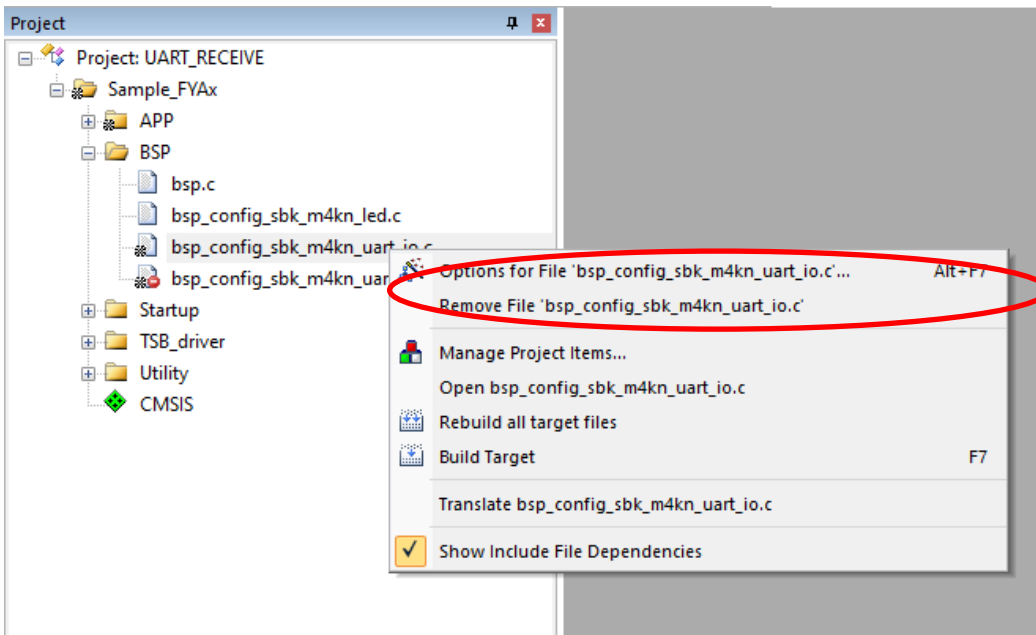 Project
Project: UART_RECEIVE
Sample_FYAx
APP
BSP
bsp.c
bsp_config_sbk_m4kn_led.c
bsp_config_sbk_m4kn_uart_io.c
bsp_config_sbk_m4kn_uar
Startup
TSB_driver
Utility
CMSIS
Options for File 'bsp_config_sbk_m4kn_uart_io.c'... Alt+F7
Remove File 'bsp_config_sbk_m4kn_uart_io.c'
Manage Project Items...
Open bsp_config_sbk_m4kn_uart_io.c
Rebuild all target files
Build Target F7
Translate bsp_config_sbk_m4kn_uart_io.c
Show Include File Dependencies